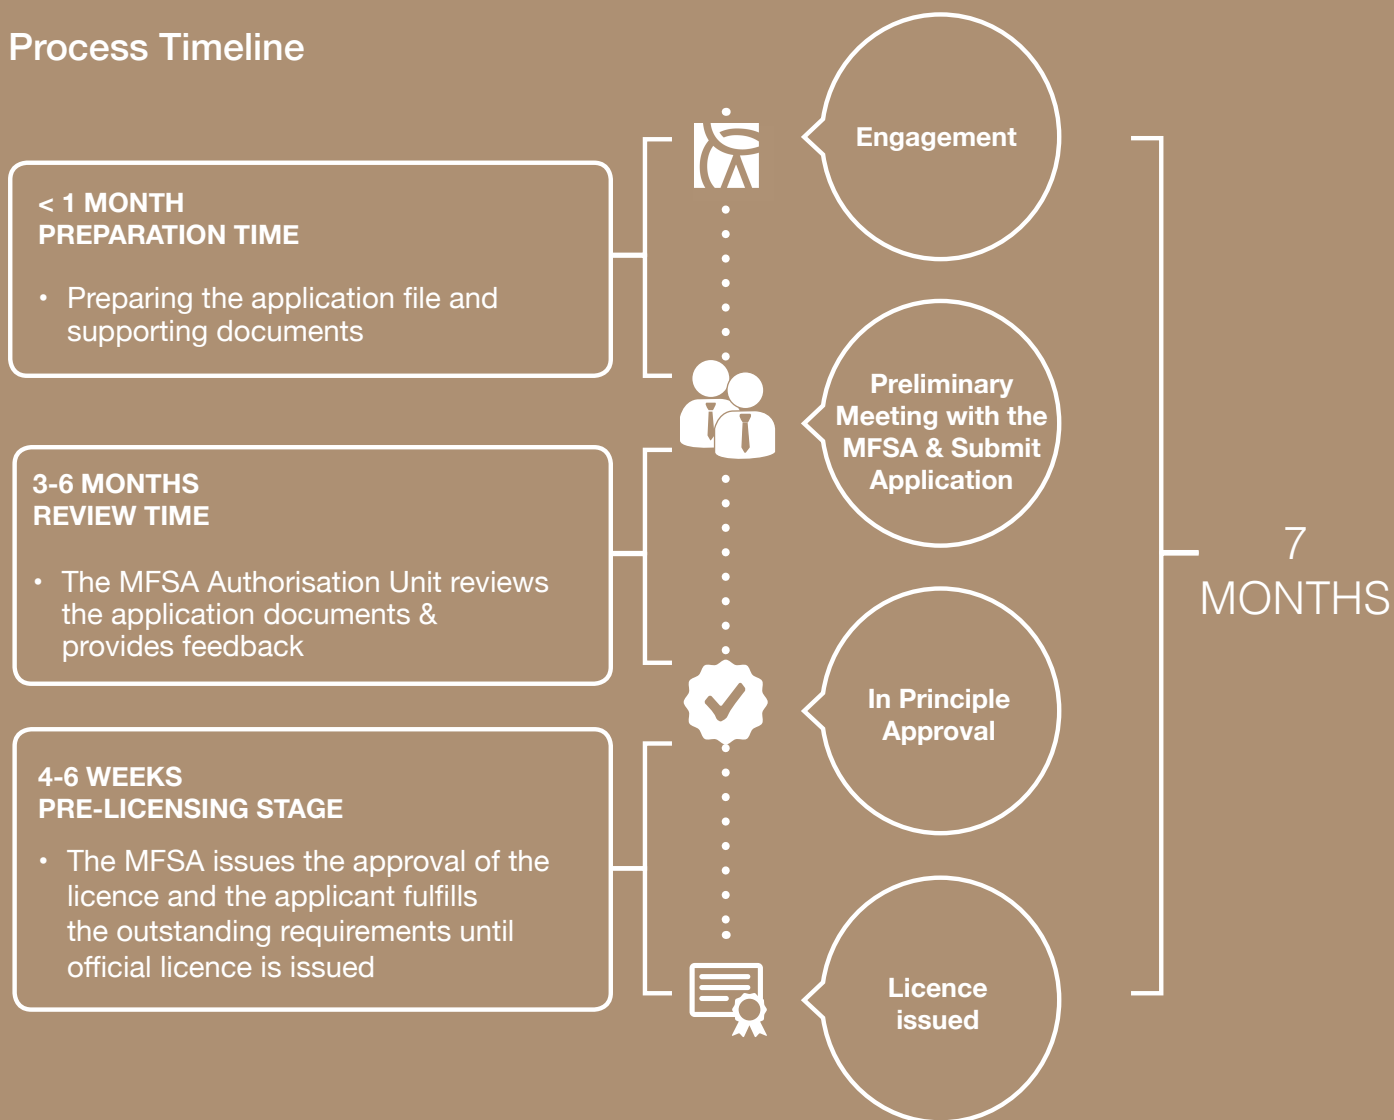 Process Timeline
Engagement
< 1 MONTH
PREPARATION TIME
• Preparing the application file and
supporting documents
Preliminary
Meeting with the
MFSA & Submit
Application
3-6 MONTHS
REVIEW TIME
• The MFSA Authorisation Unit reviews
the application documents &
provides feedback
7
MONTHS
In Principle
Approval
4-6 WEEKS
PRE-LICENSING STAGE
• The MFSA issues the approval of the
licence and the applicant fulfills
the outstanding requirements until
official licence is issued
Licence
issued